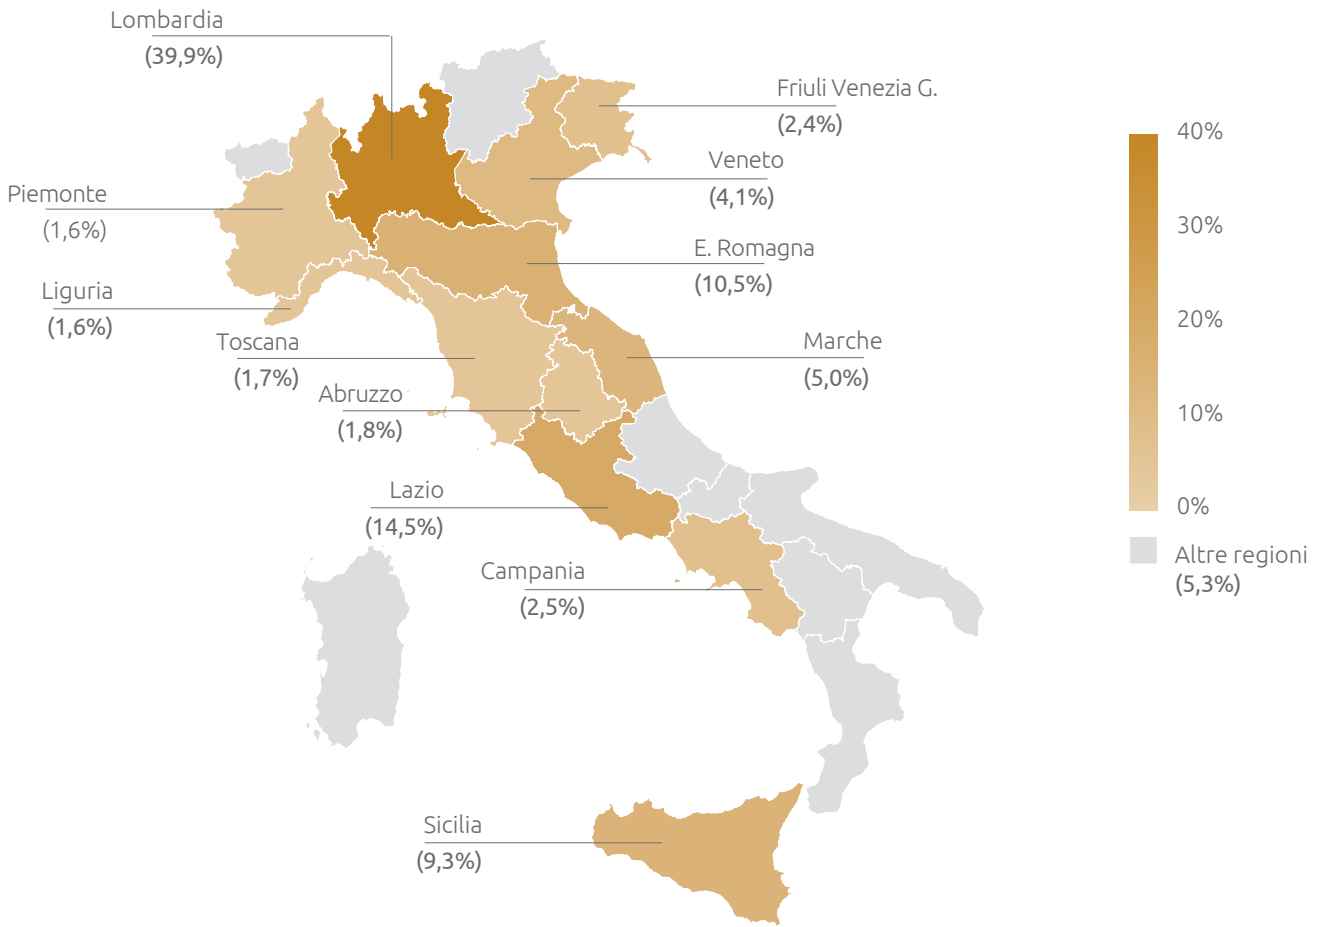 Lombardia
(39,9%)
Friuli Venezia G.
(2,4%)
Veneto
(4,1%)
Piemonte
(1,6%)
E. Romagna
(10,5%)
Liguria
(1,6%)
Toscana
(1,7%)
Marche
(5,0%)
Abruzzo
(1,8%)
Lazio
(14,5%)
Campania
(2,5%)
Sicilia
(9,3%)
40%
30%
20%
10%
0%
Altre regioni
(5,3%)